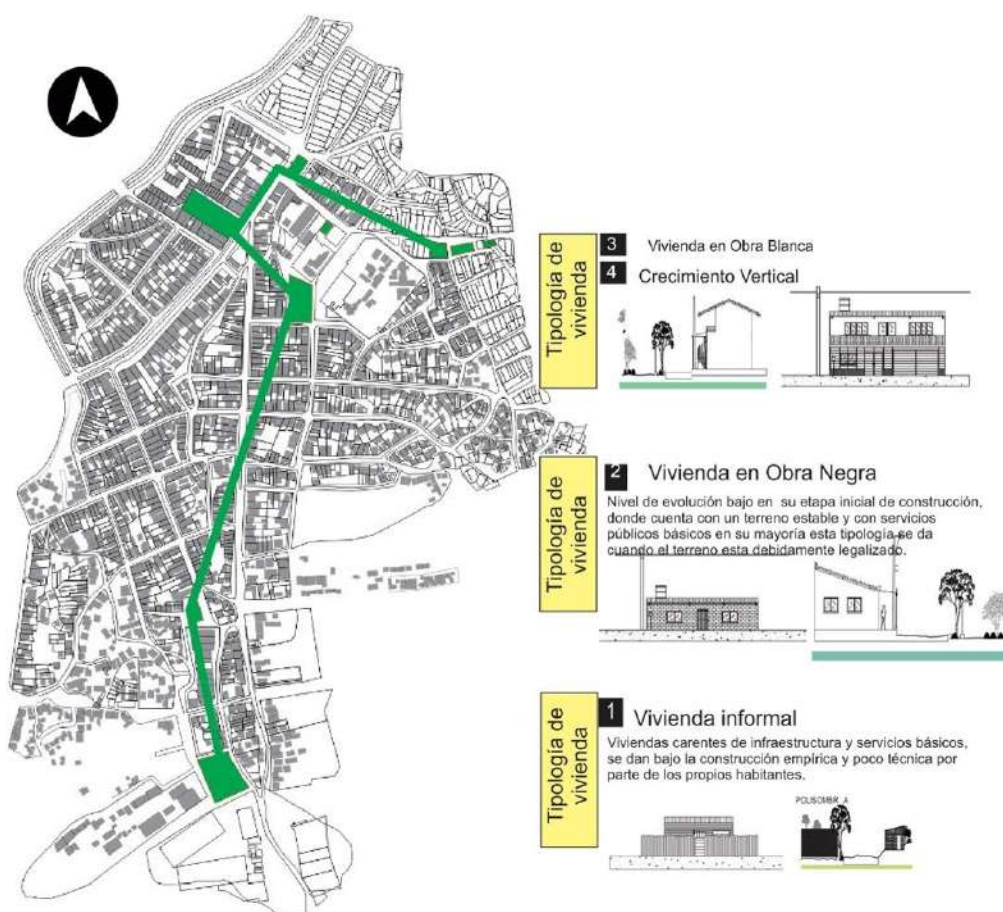 Tipología de
vivienda
3
Vivienda en Obra Blanca
4
Crecimiento Vertical
Tipología de
vivienda
2
Vivienda en Obra Negra
Nivel de evolución bajo en su etapa inicial de construcción,
donde cuenta con un terreno estable y con servicios
públicos básicos en su mayoría esta tipología se da
cuando el terreno esta debidamente legalizado.
Tipología de
vivienda
1
Vivienda informal
Viviendas carentes de infraestructura y servicios básicos,
se dan bajo la construcción empírica y poco técnica por
parte de los propios habitantes.
POLISOMBR A